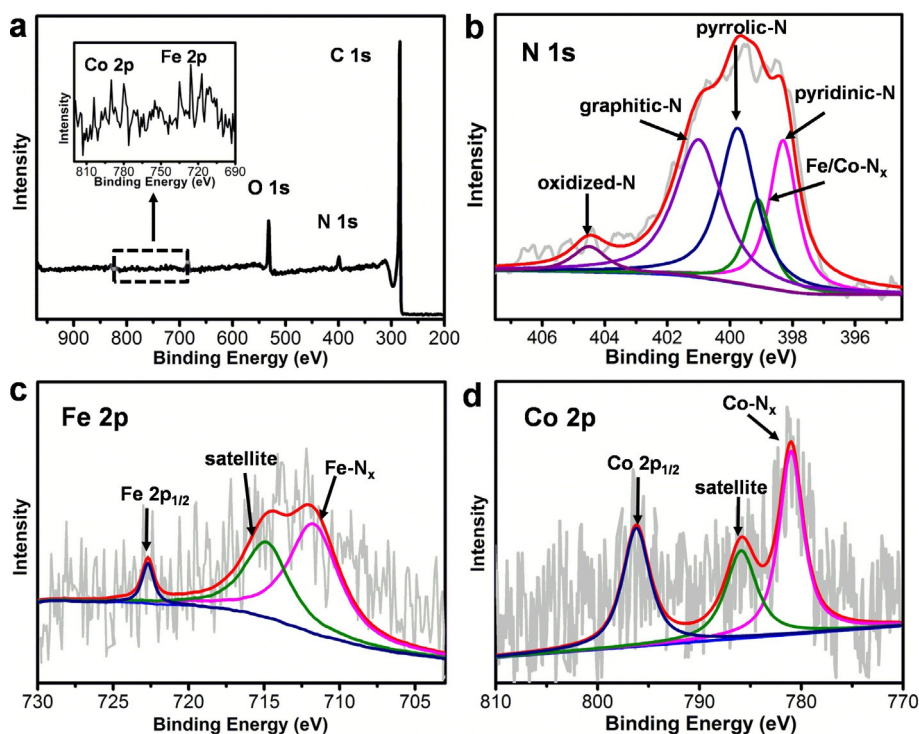 a
Co 2p
Fe 2p
Intensity
810 780 750 720 690
Binding Energy (eV)
C 1s
O 1s
N 1s
Intensity
900 800 700 600 500 400 300 200
Binding Energy (eV)
b
N 1s
pyrrolic-N
graphitic-N
pyridinic-N
Fe/Co-Nx
oxidized-N
Intensity
406 404 402 400 398 396
Binding Energy (eV)
c
Fe 2p
satellite
Fe-Nx
Fe 2p1/2
Intensity
730 725 720 715 710 705
Binding Energy (eV)
d
Co 2p
Co-Nx
Co 2p1/2
satellite
Intensity
810 800 790 780 770
Binding Energy (eV)